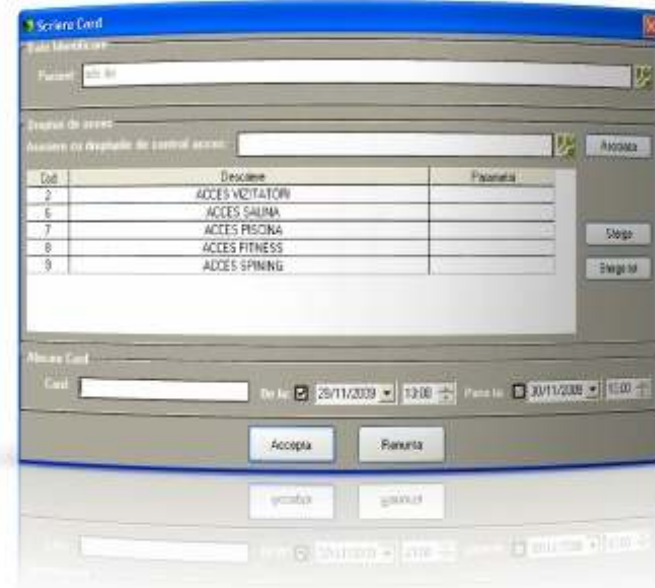 Scriere Card
Date Identificare
Pacient
Drepturi de acces
Asociere cu drepturile de control acces:
Asociaza
Cod Descriere Parametri
2 ACCES VIZITATORI
6 ACCES SAUNA
7 ACCES PISCINA
8 ACCES FITNESS
9 ACCES SPINING
Sterge
Sterge tot
Alocare Card
Card De la: 29/11/2009 13:00 Pana la: 30/11/2009
Accepta Renunta